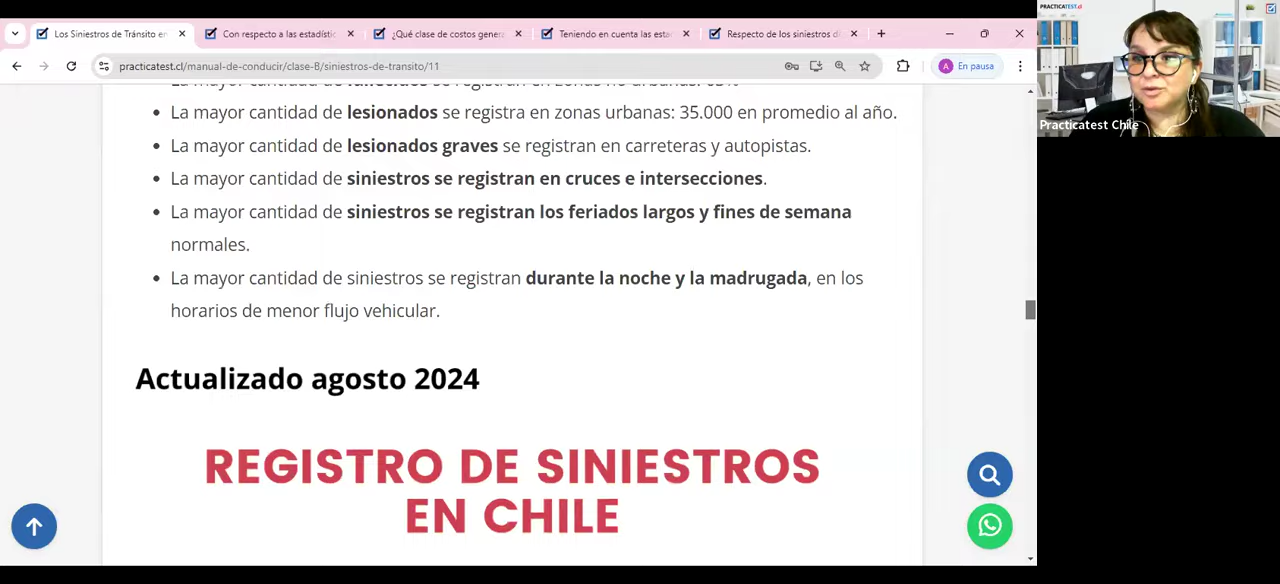 PRACTICATEST.cl
Los Siniestros de Tránsito en
Con respecto a las estadístic
¿Qué clase de costos genera
Teniendo en cuenta las esta
Respecto de los siniestros d
practicatest.cl/manual-de-conducir/clase-B/siniestros-de-transito/11
A En pausa
Practicatest Chile
• La mayor cantidad de lesionados se registra en zonas urbanas: 35.000 en promedio al año.
• La mayor cantidad de lesionados graves se registran en carreteras y autopistas.
• La mayor cantidad de siniestros se registran en cruces e intersecciones.
• La mayor cantidad de siniestros se registran los feriados largos y fines de semana
normales.
• La mayor cantidad de siniestros se registran durante la noche y la madrugada, en los
horarios de menor flujo vehicular.
Actualizado agosto 2024
REGISTRO DE SINIESTROS
EN CHILE